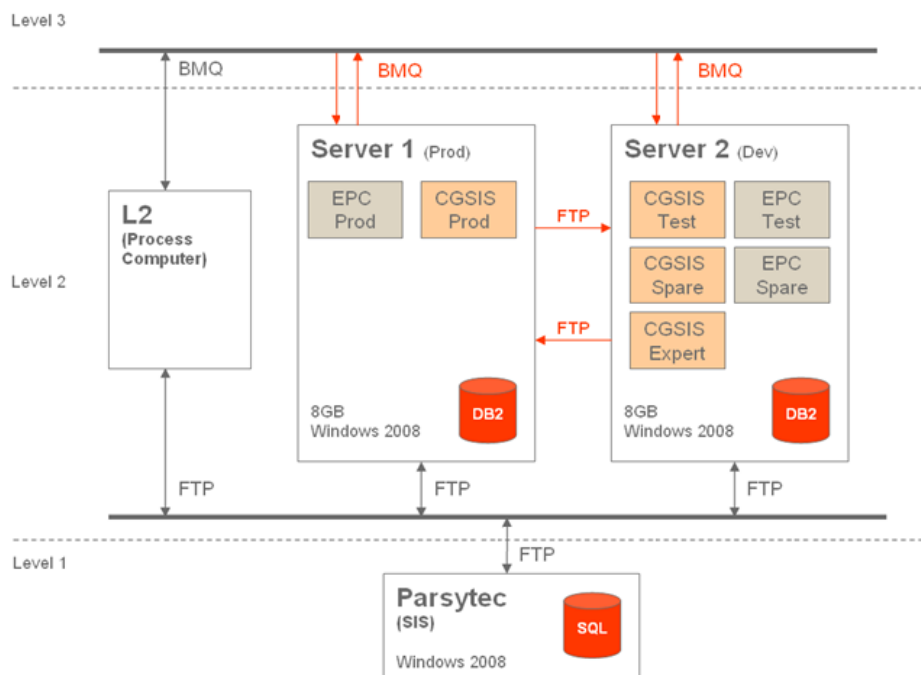 Level 3
BMQ
BMQ
BMQ
Server 1 (Prod)
EPC
Prod
CGSIS
Prod
8GB
Windows 2008
DB2
FTP
FTP
Server 2 (Dev)
CGSIS
Test
EPC
Test
CGSIS
Spare
EPC
Spare
CGSIS
Expert
8GB
Windows 2008
DB2
L2
(Process
Computer)
Level 2
FTP
FTP
FTP
Level 1
FTP
Parsytec
(SIS)
Windows 2008
SQL